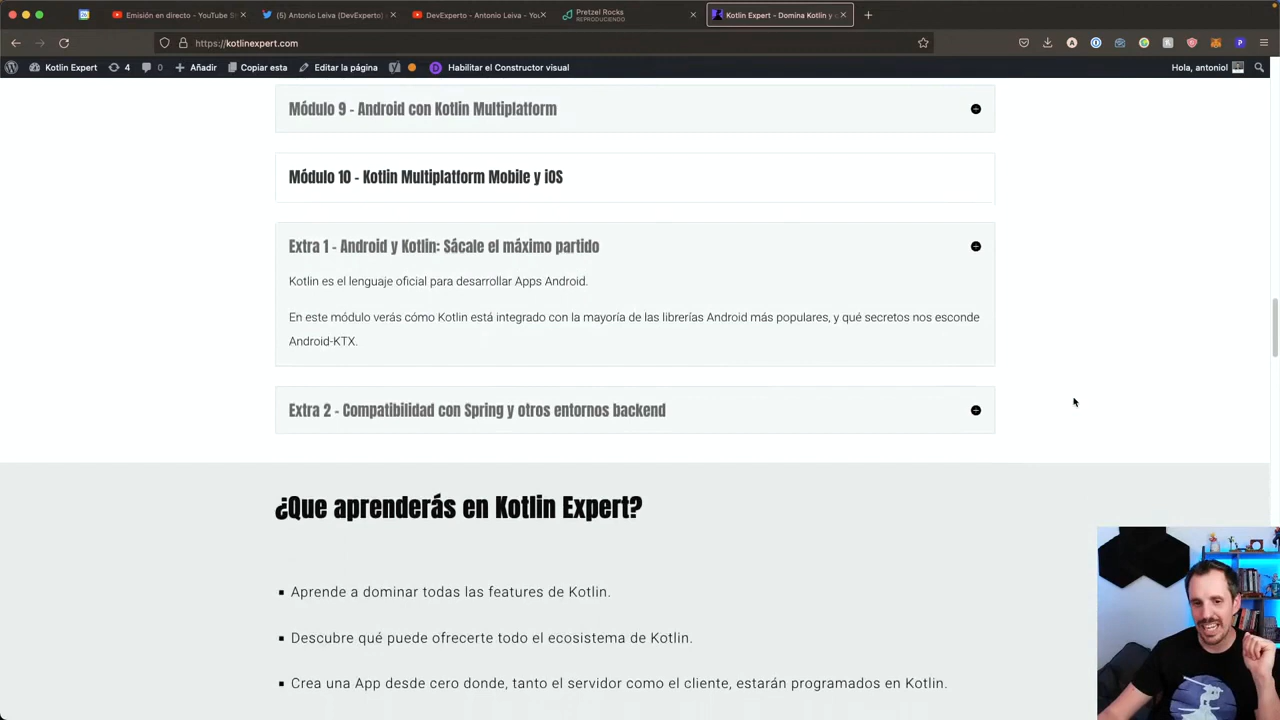 Emisión en directo - YouTube S
(5) Antonio Leiva (DevExperto)
DevExperto - Antonio Leiva - You
Pretzel Rocks
REPRODUCIENDO
Kotlin Expert - Domina Kotlin y
https://kotlinexpert.com
Kotlin Expert
4
0
Añadir
Copiar esta
Editar la página
Habilitar el Constructor visual
Hola, antoniol
Módulo 9 - Android con Kotlin Multiplatform
Módulo 10 - Kotlin Multiplatform Mobile y iOS
Extra 1 - Android y Kotlin: Sácale el máximo partido
Kotlin es el lenguaje oficial para desarrollar Apps Android.
En este módulo verás cómo Kotlin está integrado con la mayoría de las librerías Android más populares, y qué secretos nos esconde
Android-KTX.
Extra 2 - Compatibilidad con Spring y otros entornos backend
¿Que aprenderás en Kotlin Expert?
Aprende a dominar todas las features de Kotlin.
Descubre qué puede ofrecerte todo el ecosistema de Kotlin.
Crea una App desde cero donde, tanto el servidor como el cliente, estarán programados en Kotlin.